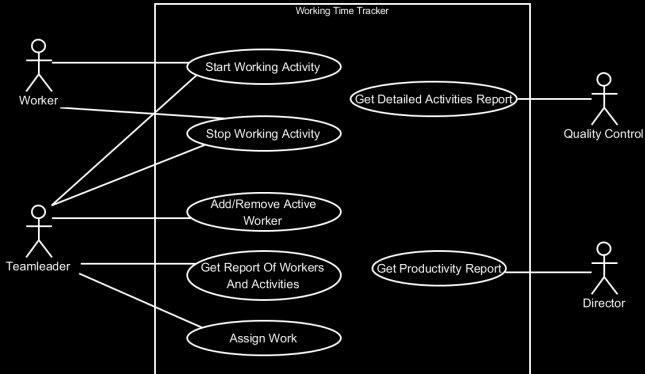 Working Time Tracker
Start Working Activity
Get Detailed Activities Report
Worker
Stop Working Activity
Quality Control
Add/Remove Active
Worker
Teamleader
Get Report Of Workers
And Activities
Get Productivity Report
Director
Assign Work